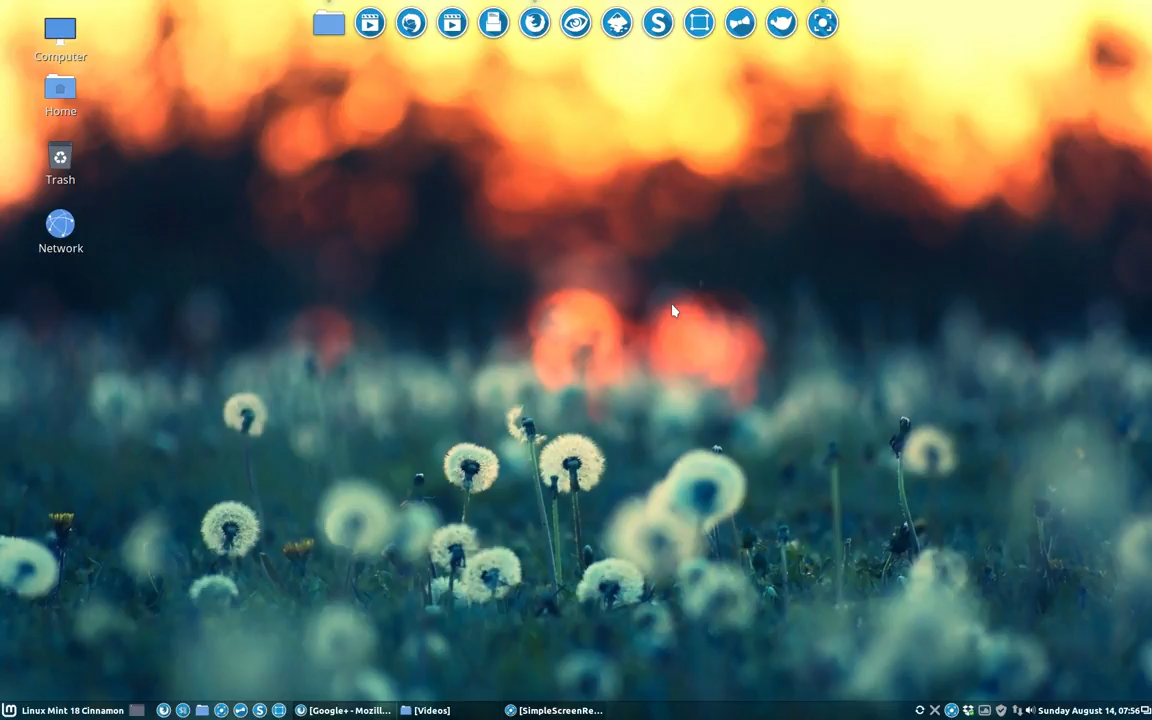 Computer
Home
Trash
Network
S
Linux Mint 18 Cinnamon
S
[Google+ - Mozill...
[Videos]
[SimpleScreenRe...
Sunday August 14, 07:56